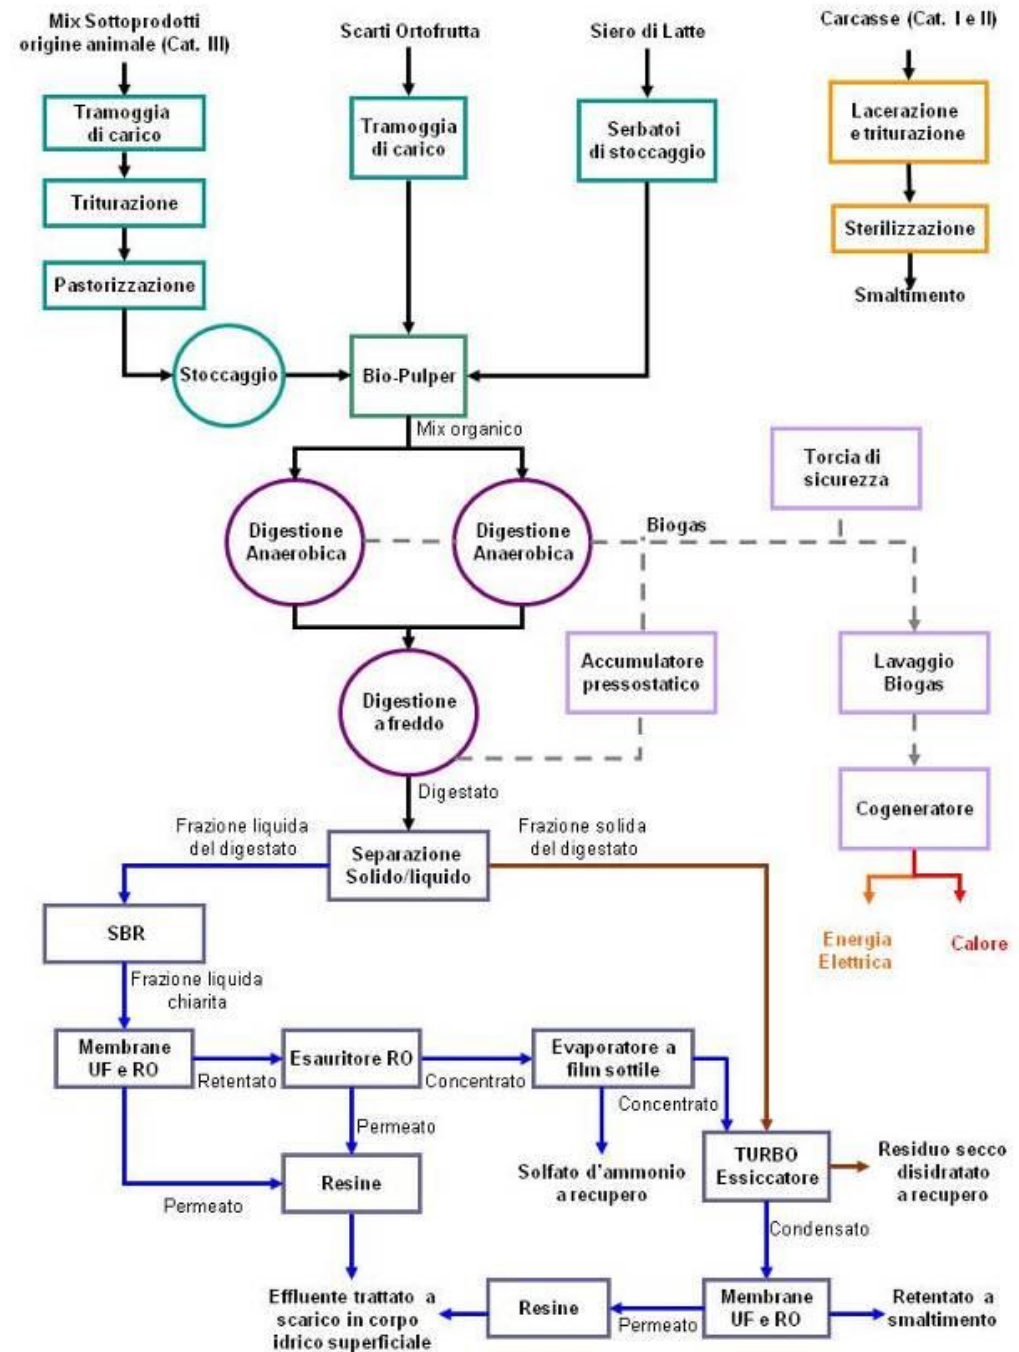 Mix Sottoprodotti
origine animale (Cat. III)
Scarti Ortofrutta
Siero di Latte
Carcasse (Cat. I e II)
Tramoggia
di carico
Tramoggia
di carico
Serbatoi
di stoccaggio
Lacerazione
e triturazione
Triturazione
Sterilizzazione
Pastorizzazione
Smaltimento
Stoccaggio
Bio-Pulper
Mix organico
Torcia di
sicurezza
Digestione
Anaerobica
Digestione
Anaerobica
Biogas
Accumulatore
pressostatico
Lavaggio
Biogas
Digestione
a freddo
Digestato
Cogeneratore
Frazione liquida
del digestato
Separazione
Solido/liquido
Frazione solida
del digestato
SBR
Energia
Elettrica
Calore
Frazione liquida
chiarita
Membrane
UF e RO
Retentato
Esauritore RO
Concentrato
Evaporatore a
film sottile
Concentrato
Permeato
Resine
Permeato
Solfato d'ammonio
a recupero
TURBO
Essiccatore
Residuo secco
disidratato
a recupero
Condensato
Effluente trattato a
scarico in corpo
idrico superficiale
Resine
Permeato
Membrane
UF e RO
Retentato a
smaltimento